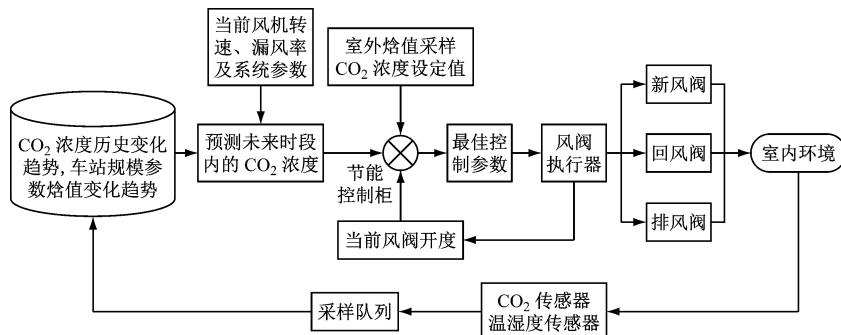 当前风机转
速、漏风率
及系统参数
室外焓值采样
CO₂ 浓度设定值
CO₂ 浓度历史变化
趋势,车站规模参
数焓值变化趋势
预测未来时段
内的 CO₂ 浓度
节能
控制柜
最佳控
制参数
风阀
执行器
新风阀
回风阀
排风阀
室内环境
当前风阀开度
采样队列
CO₂ 传感器
温湿度传感器